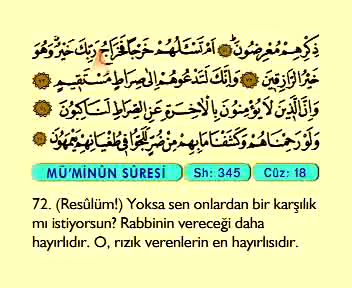 ذِكْرِهِمْ مُعْرِضُونَ ﴿٧١﴾ اَمْ تَسْـَٔلُهُمْ خَرْجًا فَخَرَاجُ رَبِّكَ خَيْرٌ وَهُوَ
خَيْرُ الرَّازِقٖينَ ﴿٧٢﴾ وَاِنَّكَ لَتَدْعُوهُمْ اِلٰى صِرَاطٍ مُسْتَقٖيمٍ ﴿٧٣﴾
وَاِنَّ الَّذٖينَ لَا يُؤْمِنُونَ بِالْاٰخِرَةِ عَنِ الصِّرَاطِ لَنَاكِبُونَ ﴿٧٤﴾
وَلَوْ رَحِمْنَاهُمْ وَكَشَفْنَا مَا بِهِمْ مِنْ ضُرٍّ لَلَجُّوا فٖى طُغْيَانِهِمْ يَعْمَهُونَ ﴿٧٥﴾
MÜ'MİNÛN SÛRESİ Sh: 345 Cüz: 18
72. (Resûlüm!) Yoksa sen onlardan bir karşılık
mı istiyorsun? Rabbinin vereceği daha
hayırlıdır. O, rızık verenlerin en hayırlısıdır.